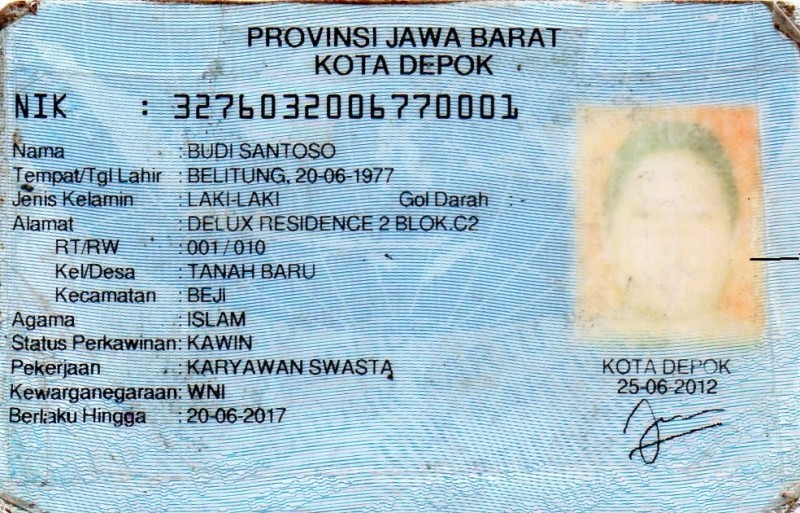 PROVINSI JAWA BARAT
KOTA DEPOK
NIK : 3276032006770001
Nama : BUDI SANTOSO
Tempat/Tgl Lahir : BELITUNG, 20-06-1977
Jenis Kelamin : LAKI-LAKI Gol Darah : -
Alamat : DELUX RESIDENCE 2 BLOK.C2
RT/RW : 001 / 010
Kel/Desa : TANAH BARU
Kecamatan : BEJI
Agama : ISLAM
Status Perkawinan: KAWIN
Pekerjaan : KARYAWAN SWASTA
Kewarganegaraan: WNI
Berlaku Hingga : 20-06-2017
KOTA DEPOK
25-06-2012